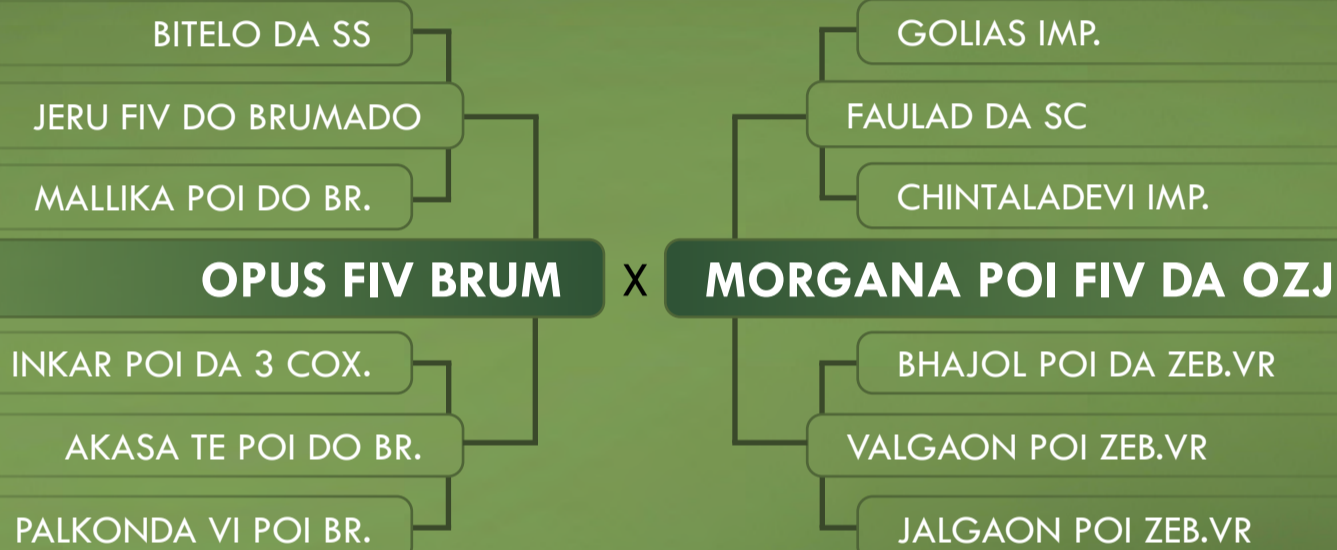 BITELO DA SS
JERU FIV DO BRUMADO
MALLIKA POI DO BR.
OPUS FIV BRUM
INKAR POI DA 3 COX.
AKASA TE POI DO BR.
PALKONDA VI POI BR.
X
GOLIAS IMP.
FAULAD DA SC
CHINTALADEVI IMP.
MORGANA POI FIV DA OZJ
BHAJOL POI DA ZEB.VR
VALGAON POI ZEB.VR
JALGAON POI ZEB.VR